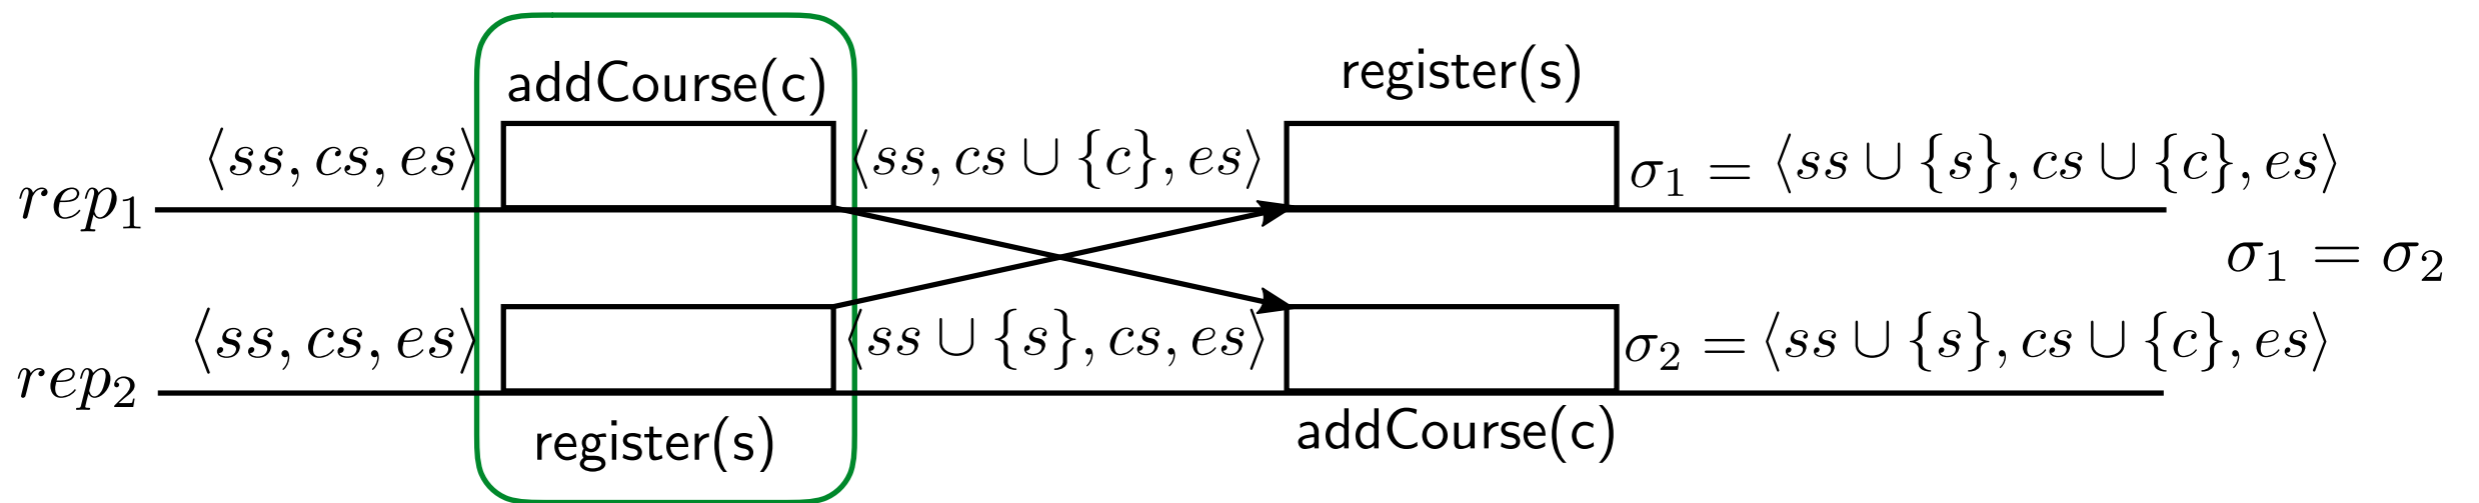 addCourse(c) register(s)
⟨ss, cs, es⟩ ⟨ss, cs ∪ {c}, es⟩ σ₁ = ⟨ss ∪ {s}, cs ∪ {c}, es⟩
rep₁
σ₁ = σ₂
⟨ss, cs, es⟩ ⟨ss ∪ {s}, cs, es⟩ σ₂ = ⟨ss ∪ {s}, cs ∪ {c}, es⟩
rep₂
register(s) addCourse(c)